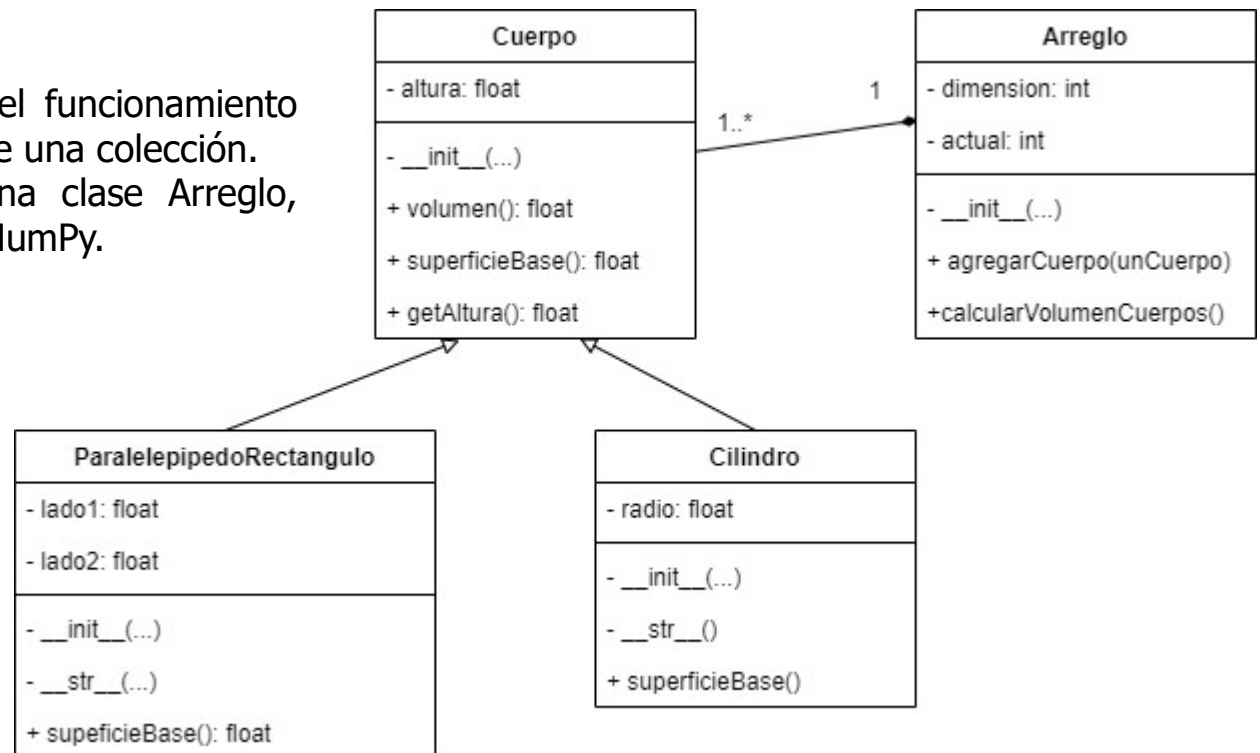 el funcionamiento
e una colección.
na clase Arreglo,
NumPy.
Cuerpo
- altura: float
- __init__(...)
+ volumen(): float
+ superficieBase(): float
+ getAltura(): float
1..*
1
Arreglo
- dimension: int
- actual: int
- __init__(...)
+ agregarCuerpo(unCuerpo)
+calcularVolumenCuerpos()
ParalelepipedoRectangulo
- lado1: float
- lado2: float
- __init__(...)
- __str__(...)
+ supeficieBase(): float
Cilindro
- radio: float
- __init__(...)
- __str__()
+ superficieBase()